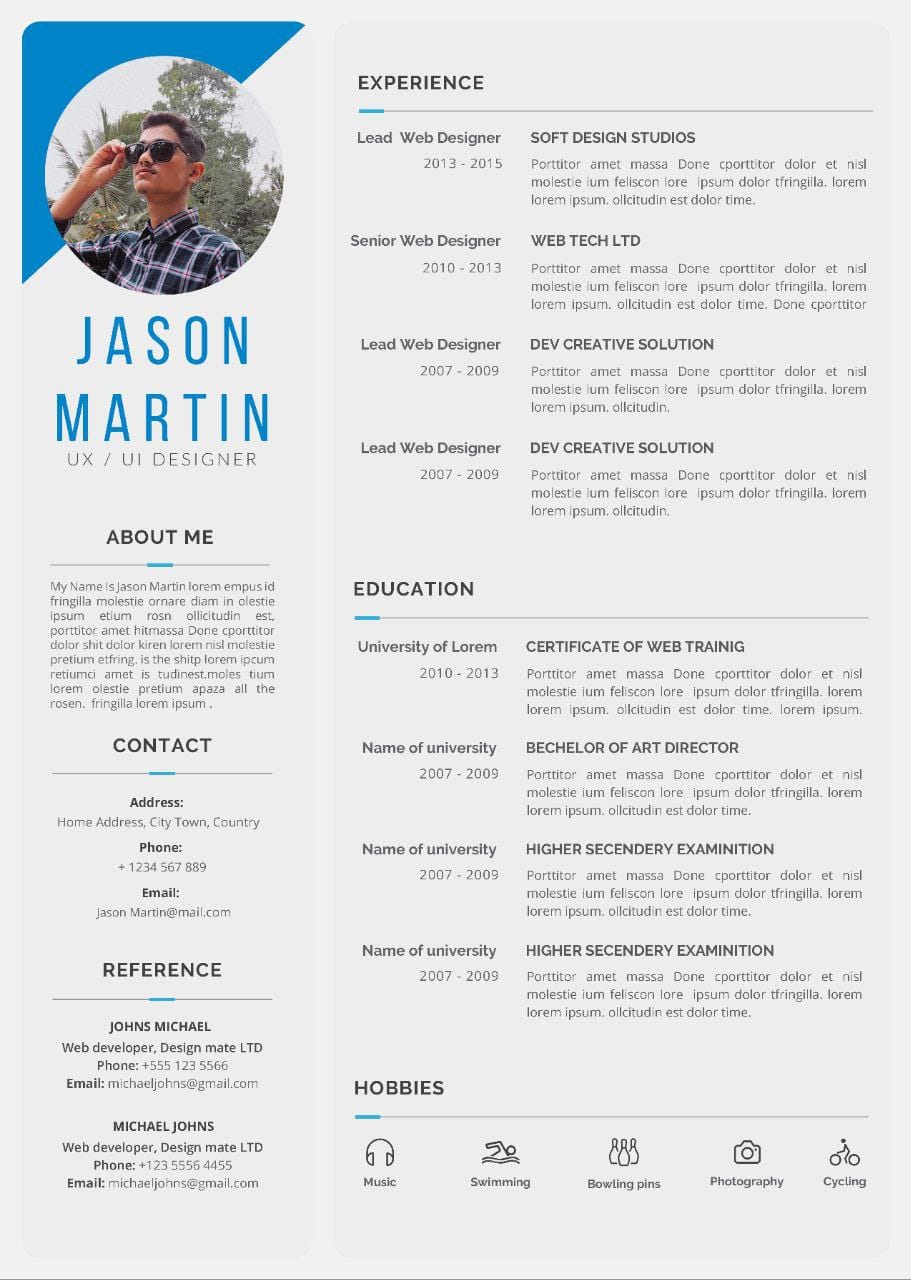 JASON
MARTIN
UX / UI DESIGNER
ABOUT ME
My Name is Jason Martin lorem empus id
fringilla molestie ornare diam in olestie
ipsum etium rosn ollicitudin est,
porttitor amet hitmassa Done cporttitor
dolor shit dolor kiren lorem nisl molestie
pretium etfring. is the shitp lorem ipcum
retiumci amet is tudinest.moles tium
lorem olestie pretium apaza all the
rosen. fringilla lorem ipsum .
CONTACT
Address:
Home Address, City Town, Country
Phone:
+ 1234 567 889
Email:
Jason Martin@mail.com
REFERENCE
JOHNS MICHAEL
Web developer, Design mate LTD
Phone: +555 123 5566
Email: michaeljohns@gmail.com
MICHAEL JOHNS
Web developer, Design mate LTD
Phone: +123 5556 4455
Email: michaeljohns@gmail.com
EXPERIENCE
Lead Web Designer
2013 - 2015
SOFT DESIGN STUDIOS
Porttitor amet massa Done cporttitor dolor et nisl
molestie ium feliscon lore ipsum dolor tfringilla. lorem
lorem ipsum. ollcitudin est dolor time.
Senior Web Designer
2010 - 2013
WEB TECH LTD
Porttitor amet massa Done cporttitor dolor et nisl
molestie ium feliscon lore ipsum dolor tfringilla. lorem
lorem ipsum. ollcitudin est dolor time. Done cporttitor
Lead Web Designer
2007 - 2009
DEV CREATIVE SOLUTION
Porttitor amet massa Done cporttitor dolor et nisl
molestie ium feliscon lore ipsum dolor tfringilla. lorem
lorem ipsum. ollcitudin.
Lead Web Designer
2007 - 2009
DEV CREATIVE SOLUTION
Porttitor amet massa Done cporttitor dolor et nisl
molestie ium feliscon lore ipsum dolor tfringilla. lorem
lorem ipsum. ollcitudin.
EDUCATION
University of Lorem
2010 - 2013
CERTIFICATE OF WEB TRAINIG
Porttitor amet massa Done cporttitor dolor et nisl
molestie ium feliscon lore ipsum dolor tfringilla. lorem
lorem ipsum. ollcitudin est dolor time. lorem ipsum.
Name of university
2007 - 2009
BECHELOR OF ART DIRECTOR
Porttitor amet massa Done cporttitor dolor et nisl
molestie ium feliscon lore ipsum dolor tfringilla. lorem
lorem ipsum. ollcitudin est dolor time.
Name of university
2007 - 2009
HIGHER SECENDERY EXAMINITION
Porttitor amet massa Done cporttitor dolor et nisl
molestie ium feliscon lore ipsum dolor tfringilla. lorem
lorem ipsum. ollcitudin est dolor time.
Name of university
2007 - 2009
HIGHER SECENDERY EXAMINITION
Porttitor amet massa Done cporttitor dolor et nisl
molestie ium feliscon lore ipsum dolor tfringilla. lorem
lorem ipsum. ollcitudin est dolor time.
HOBBIES
Music
Swimming
Bowling pins
Photography
Cycling